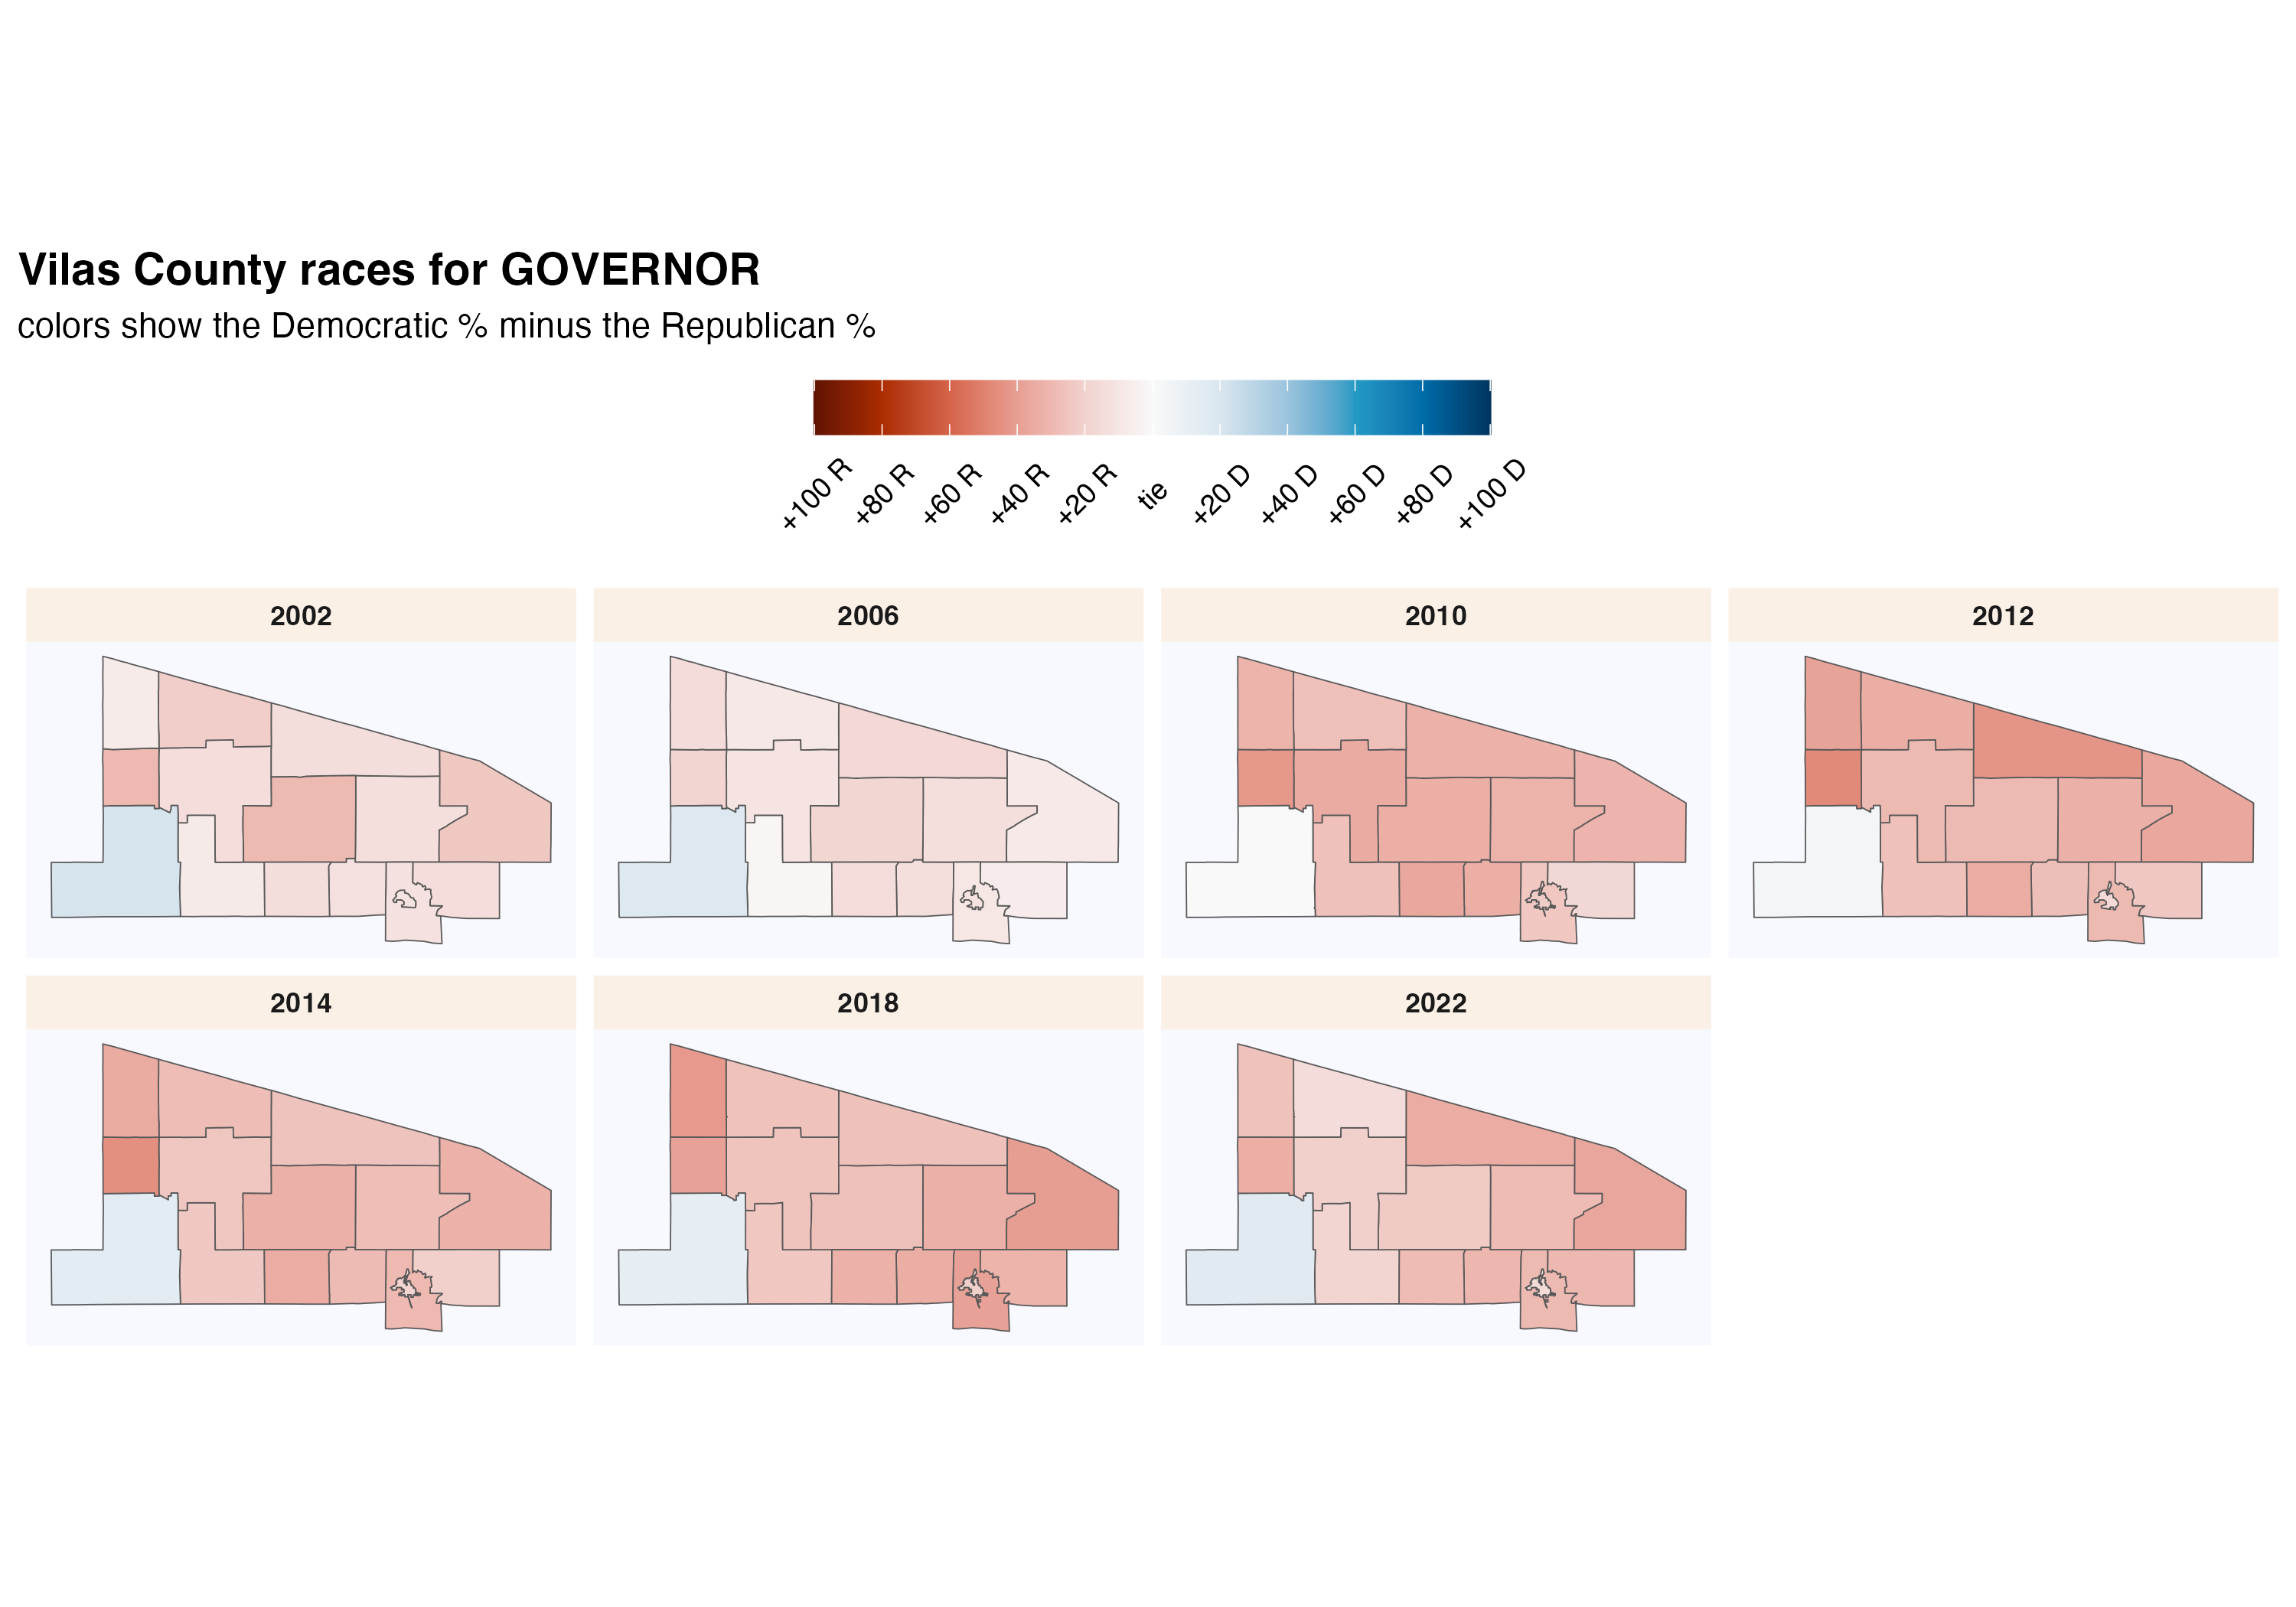 Vilas County races for GOVERNOR
colors show the Democratic % minus the Republican %
+100 R
+80 R
+60 R
+40 R
+20 R
tie
+20 D
+40 D
+60 D
+80 D
+100 D
2002
2006
2010
2012
2014
2018
2022